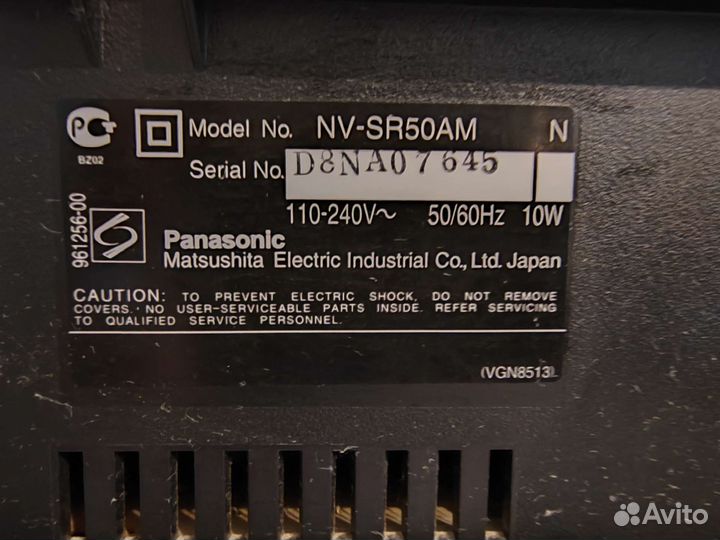 PCT
BZ02
Model No. NV-SR50AM N
Serial No. D8NA07645
110-240V~ 50/60Hz 10W
961256-00
Panasonic
Matsushita Electric Industrial Co., Ltd. Japan
CAUTION: TO PREVENT ELECTRIC SHOCK, DO NOT REMOVE
COVERS. NO USER-SERVICEABLE PARTS INSIDE. REFER SERVICING
TO QUALIFIED SERVICE PERSONNEL.
(VGN8513)
Avito